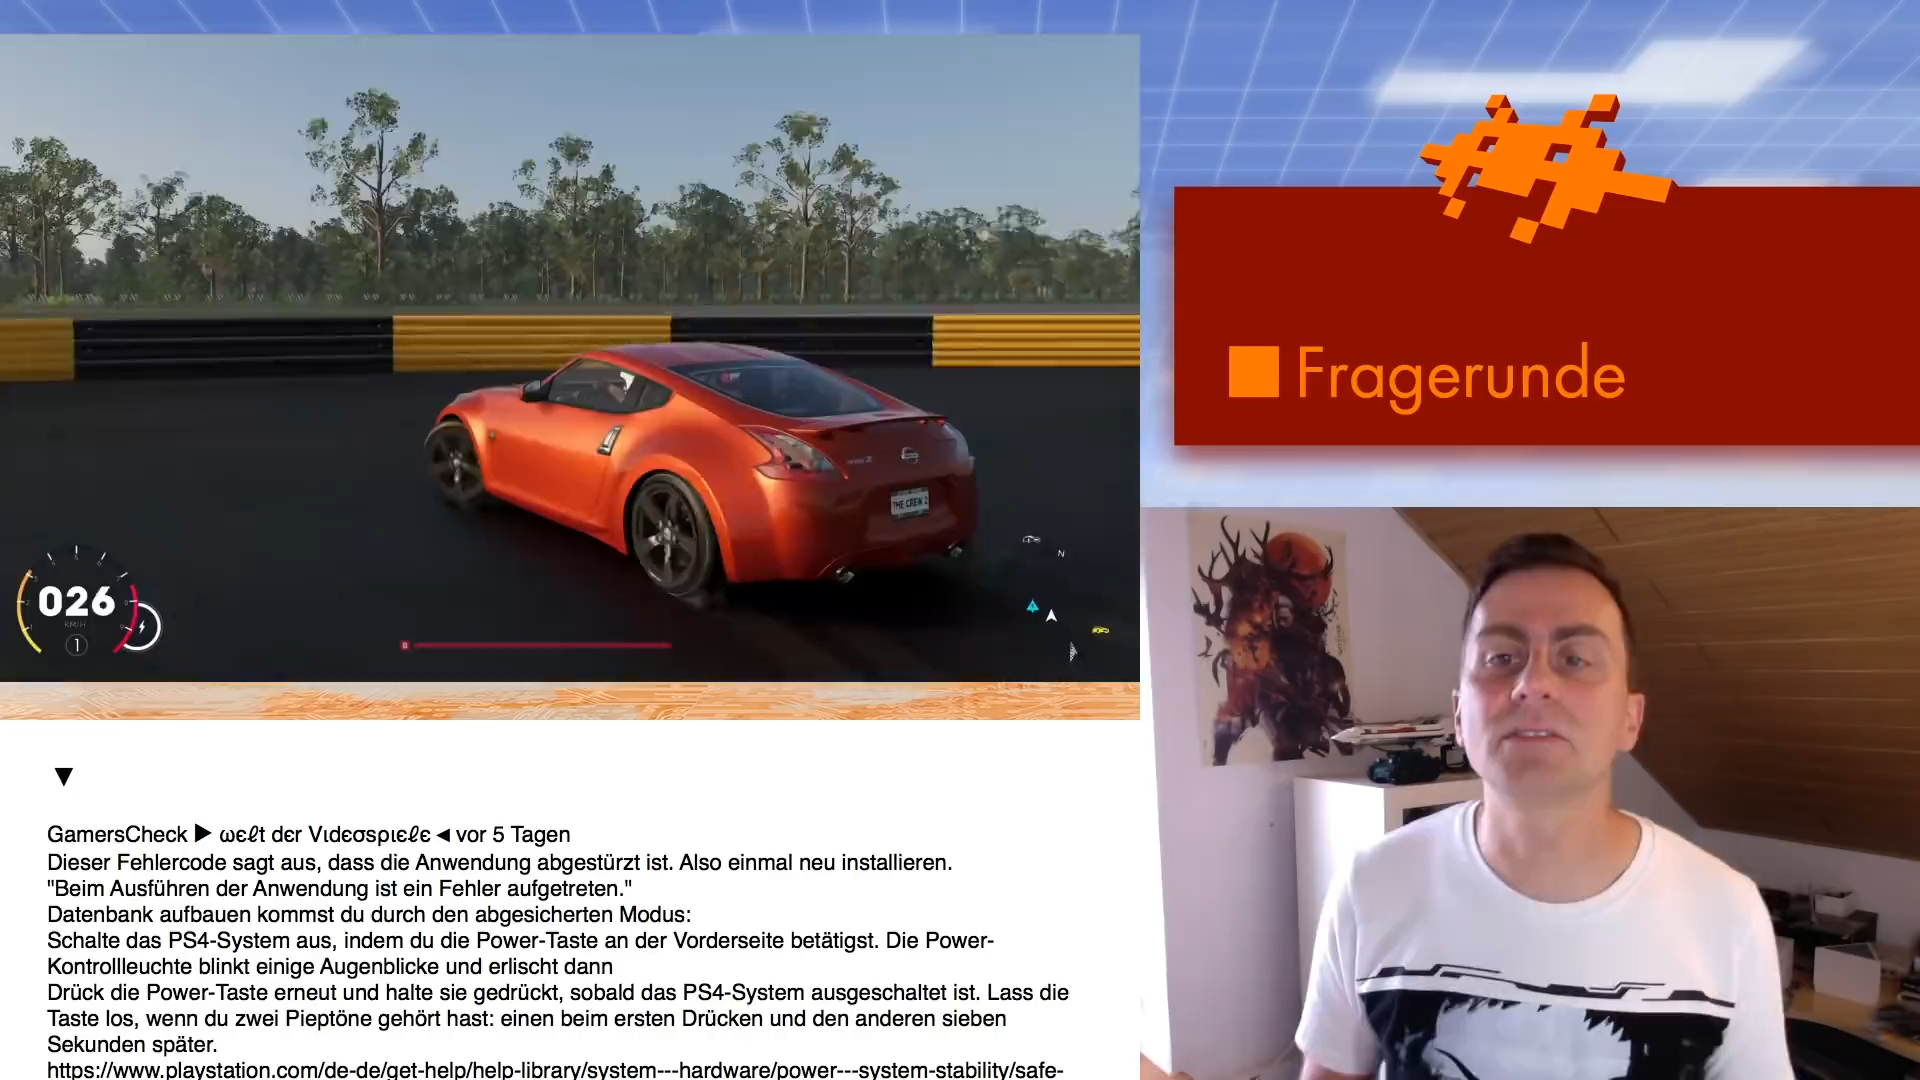 THE CREW 2
N
026
KM/H
1
Fragerunde
GamersCheck ► ωєℓt dєr Vιdєσspιєℓє ◄ vor 5 Tagen
Dieser Fehlercode sagt aus, dass die Anwendung abgestürzt ist. Also einmal neu installieren.
"Beim Ausführen der Anwendung ist ein Fehler aufgetreten."
Datenbank aufbauen kommst du durch den abgesicherten Modus:
Schalte das PS4-System aus, indem du die Power-Taste an der Vorderseite betätigst. Die Power-
Kontrollleuchte blinkt einige Augenblicke und erlischt dann
Drück die Power-Taste erneut und halte sie gedrückt, sobald das PS4-System ausgeschaltet ist. Lass die
Taste los, wenn du zwei Pieptöne gehört hast: einen beim ersten Drücken und den anderen sieben
Sekunden später.
https://www.playstation.com/de-de/get-help/help-library/system---hardware/power---system-stability/safe-